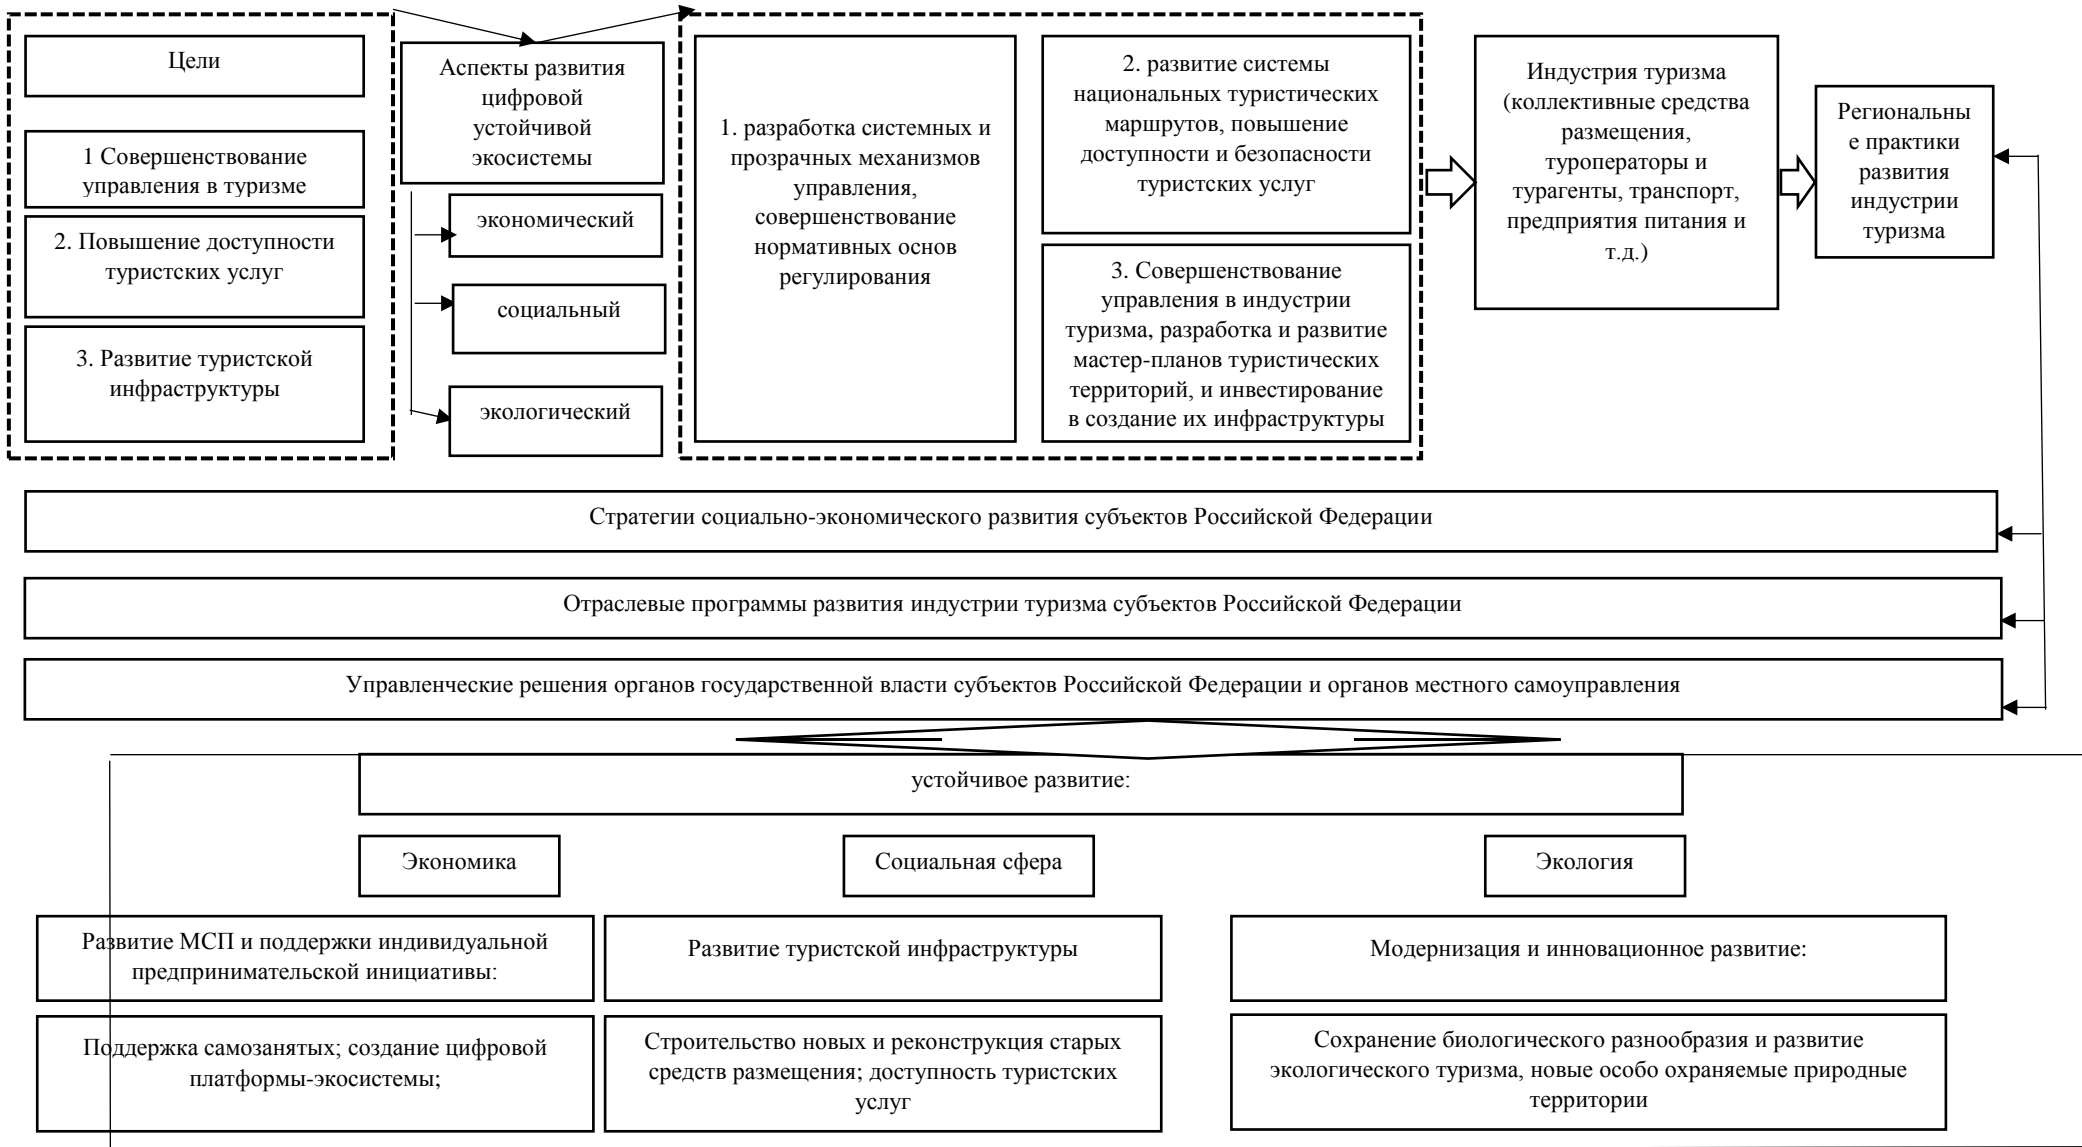 Цели
1 Совершенствование
управления в туризме
2. Повышение доступности
туристских услуг
3. Развитие туристской
инфраструктуры
Аспекты развития
цифровой
устойчивой
экосистемы
экономический
социальный
экологический
1. разработка системных и
прозрачных механизмов
управления,
совершенствование
нормативных основ
регулирования
2. развитие системы
национальных туристических
маршрутов, повышение
доступности и безопасности
туристских услуг
3. Совершенствование
управления в индустрии
туризма, разработка и развитие
мастер-планов туристических
территорий, и инвестирование
в создание их инфраструктуры
Индустрия туризма
(коллективные средства
размещения,
туроператоры и
турагенты, транспорт,
предприятия питания и
т.д.)
Региональны
е практики
развития
индустрии
туризма
Стратегии социально-экономического развития субъектов Российской Федерации
Отраслевые программы развития индустрии туризма субъектов Российской Федерации
Управленческие решения органов государственной власти субъектов Российской Федерации и органов местного самоуправления
устойчивое развитие:
Экономика
Социальная сфера
Экология
Развитие МСП и поддержки индивидуальной
предпринимательской инициативы:
Развитие туристской инфраструктуры
Модернизация и инновационное развитие:
Поддержка самозанятых; создание цифровой
платформы-экосистемы;
Строительство новых и реконструкция старых
средств размещения; доступность туристских
услуг
Сохранение биологического разнообразия и развитие
экологического туризма, новые особо охраняемые природные
территории